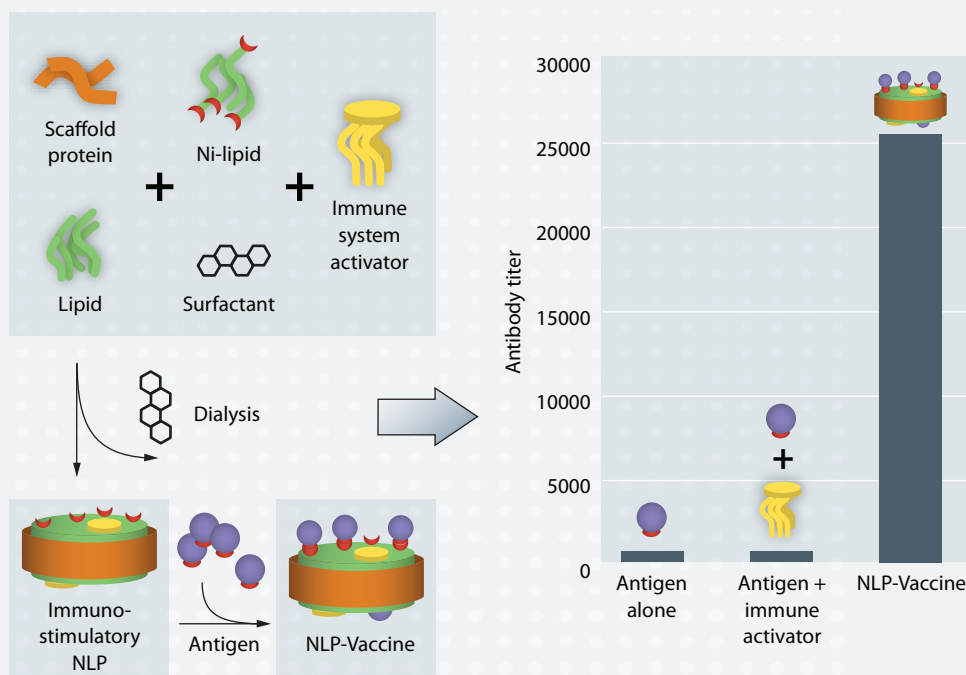 Scaffold
protein
Ni-lipid
Immune
system
activator
Lipid
Surfactant
Dialysis
Immuno-
stimulatory
NLP
Antigen
NLP-Vaccine
Antibody titer
30000
25000
20000
15000
10000
5000
0
Antigen
alone
Antigen +
immune
activator
NLP-Vaccine